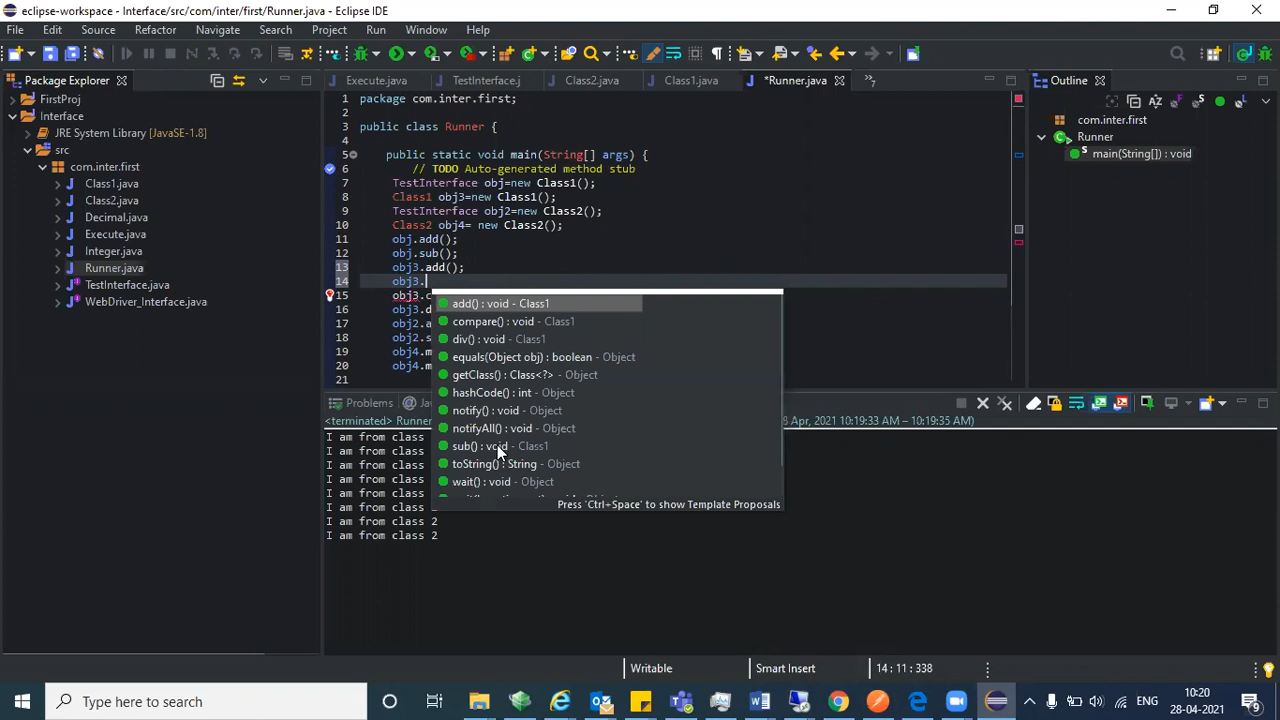 eclipse-workspace - Interface/src/com/inter/first/Runner.java - Eclipse IDE
File Edit Source Refactor Navigate Search Project Run Window Help
Package Explorer
Execute.java TestInterface.j Class2.java Class1.java *Runner.java 7
Outline
FirstProj
Interface
JRE System Library [JavaSE-1.8]
src
com.inter.first
Class1.java
Class2.java
Decimal.java
Execute.java
Integer.java
Runner.java
TestInterface.java
WebDriver_Interface.java
1 package com.inter.first;
2
3 public class Runner {
4
5 public static void main(String[] args) {
6 // TODO Auto-generated method stub
7 TestInterface obj=new Class1();
8 Class1 obj3=new Class1();
9 TestInterface obj2=new Class2();
10 Class2 obj4= new Class2();
11 obj.add();
12 obj.sub();
13 obj3.add();
14 obj3.
15 obj3.c
16 obj3.d
17 obj2.a
18 obj2.s
19 obj4.m
20 obj4.m
21
add() : void - Class1
compare() : void - Class1
div() : void - Class1
equals(Object obj) : boolean - Object
getClass() : Class<?> - Object
hashCode() : int - Object
notify() : void - Object
notifyAll() : void - Object
sub() : void - Class1
toString() : String - Object
wait() : void - Object
Press 'Ctrl+Space' to show Template Proposals
com.inter.first
Runner
main(String[]) : void
Problems
<terminated> Runner 8 Apr, 2021 10:19:33 AM – 10:19:35 AM)
I am from class
I am from class
I am from class
I am from class
I am from class
I am from class
I am from class 2
I am from class 2
Writable Smart Insert 14 : 11 : 338
Type here to search
ENG
10:20
28-04-2021
9